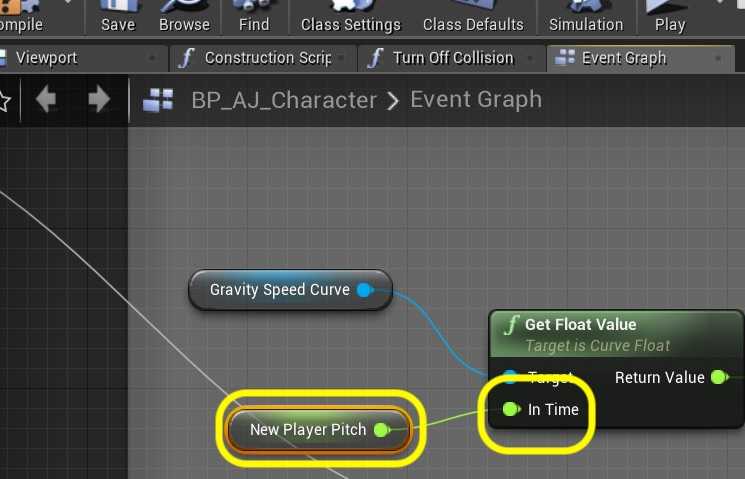 ompile
Save
Browse
Find
Class Settings
Class Defaults
Simulation
Play
Viewport
f Construction Scrip
f Turn Off Collision
Event Graph
BP_AJ_Character > Event Graph
Gravity Speed Curve
f Get Float Value
Target is Curve Float
Target
Return Value
New Player Pitch
In Time